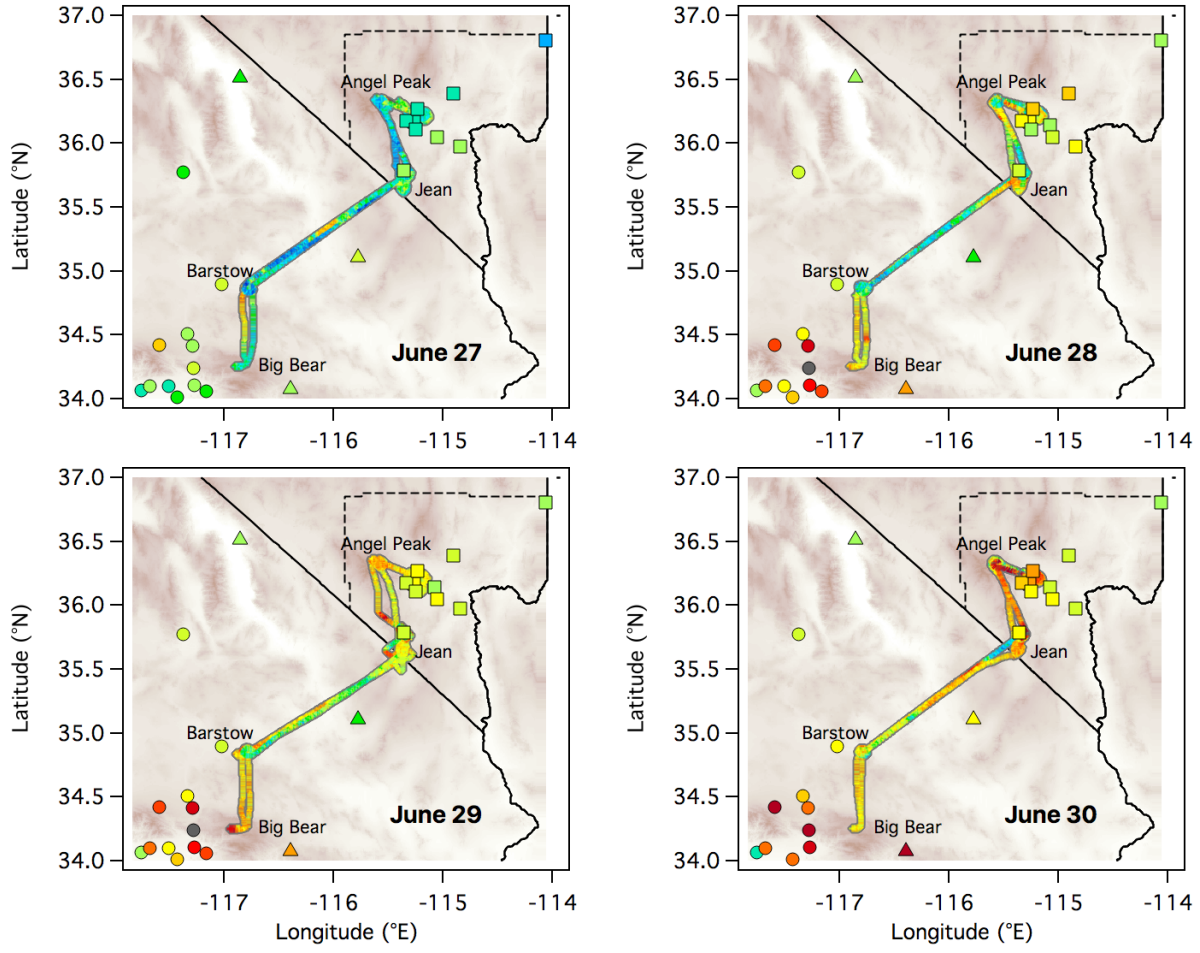 37.0
36.5
36.0
35.5
35.0
34.5
34.0
Latitude (°N)
Angel Peak
Jean
Barstow
Big Bear
June 27
-117
-116
-115
-114
37.0
36.5
36.0
35.5
35.0
34.5
34.0
Latitude (°N)
Angel Peak
Jean
Barstow
Big Bear
June 28
-117
-116
-115
-114
37.0
36.5
36.0
35.5
35.0
34.5
34.0
Latitude (°N)
Angel Peak
Jean
Barstow
Big Bear
June 29
-117
-116
-115
-114
Longitude (°E)
37.0
36.5
36.0
35.5
35.0
34.5
34.0
Latitude (°N)
Angel Peak
Jean
Barstow
Big Bear
June 30
-117
-116
-115
-114
Longitude (°E)